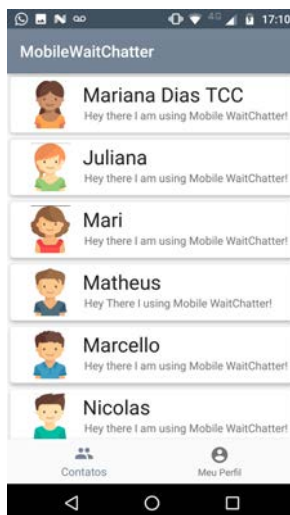 4G 17:10
MobileWaitChatter
Mariana Dias TCC
Hey there I am using Mobile WaitChatter!
Juliana
Hey there I am using Mobile WaitChatter!
Mari
Hey there I am using Mobile WaitChatter!
Matheus
Hey There I using Mobile WaitChatter!
Marcello
Hey there I am using Mobile WaitChatter!
Nicolas
Hey there I am using Mobile WaitChatter!
Contatos Meu Perfil